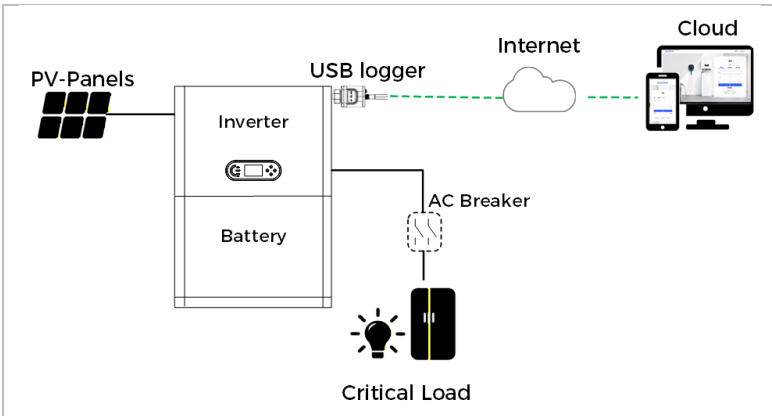 Cloud
Internet
USB logger
PV-Panels
Inverter
AC Breaker
Battery
Critical Load